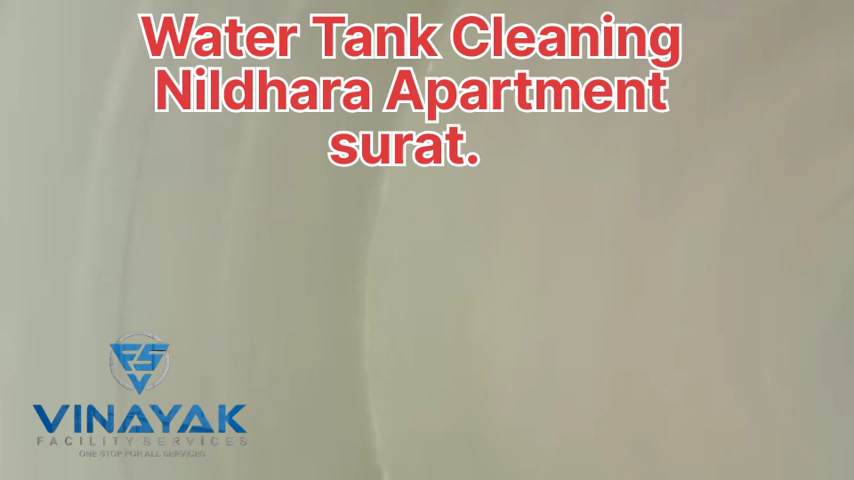 Water Tank Cleaning
Nildhara Apartment
surat.
VINAYAK
FACILITY SERVICES
ONE STOP FOR ALL SERVICES